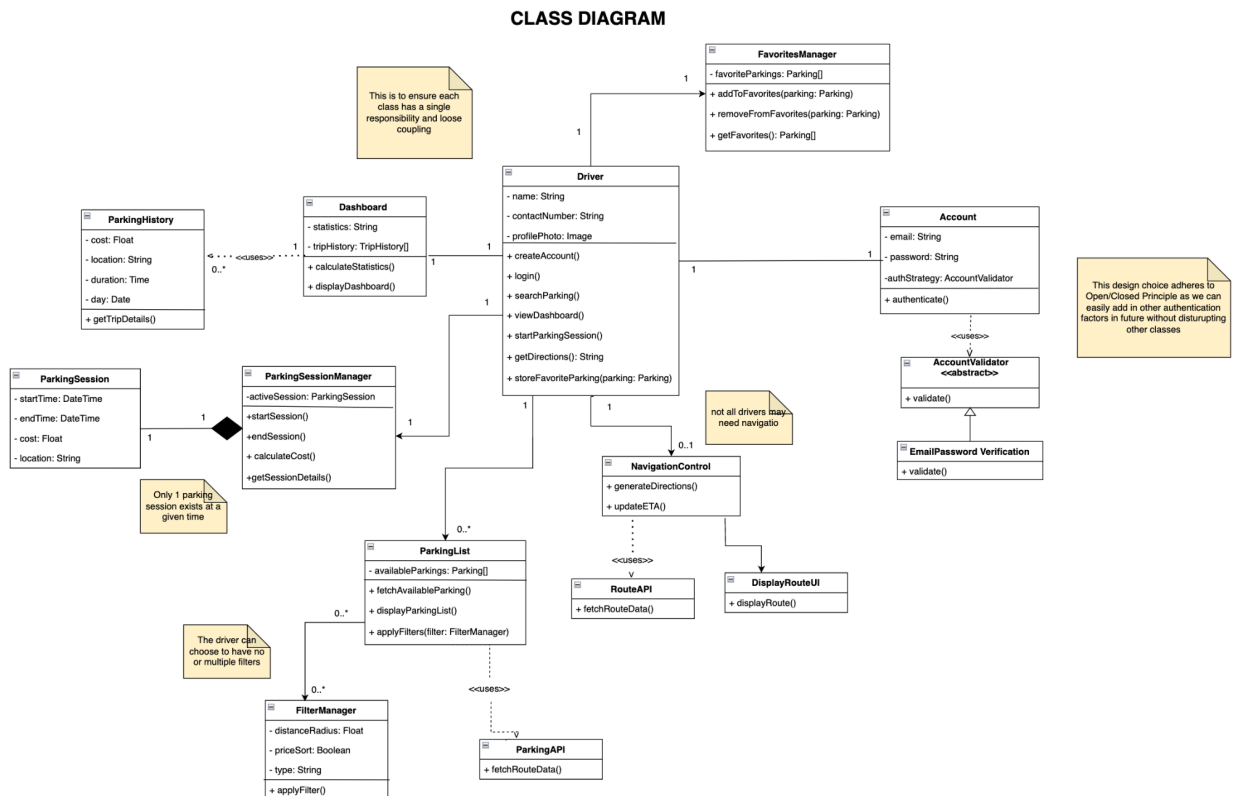 CLASS DIAGRAM
FavoritesManager
- favoriteParkings: Parking[]
+ addToFavorites(parking: Parking)
+ removeFromFavorites(parking: Parking)
+ getFavorites(): Parking[]
1
1
This is to ensure each
class has a single
responsibility and loose
coupling
Driver
- name: String
- contactNumber: String
- profilePhoto: Image
+ createAccount()
+ login()
+ searchParking()
+ viewDashboard()
+ startParkingSession()
+ getDirections(): String
+ storeFavoriteParking(parking: Parking)
Dashboard
- statistics: String
- tripHistory: TripHistory[]
+ calculateStatistics()
+ displayDashboard()
1
1
ParkingHistory
- cost: Float
- location: String
- duration: Time
- day: Date
+ getTripDetails()
<<uses>>
1
0..*
Account
- email: String
- password: String
-authStrategy: AccountValidator
+ authenticate()
1
1
This design choice adheres to
Open/Closed Principle as we can
easily add in other authentication
factors in future without disturupting
other classes
<<uses>>
AccountValidator
<<abstract>>
+ validate()
EmailPassword Verification
+ validate()
ParkingSession
- startTime: DateTime
- endTime: DateTime
- cost: Float
- location: String
1
1
ParkingSessionManager
-activeSession: ParkingSession
+startSession()
+endSession()
+ calculateCost()
+getSessionDetails()
1
1
Only 1 parking
session exists at a
given time
not all drivers may
need navigatio
1
1
0..1
NavigationControl
+ generateDirections()
+ updateETA()
<<uses>>
RouteAPI
+ fetchRouteData()
DisplayRouteUI
+ displayRoute()
0..*
ParkingList
- availableParkings: Parking[]
+ fetchAvailableParking()
+ displayParkingList()
+ applyFilters(filter: FilterManager)
0..*
The driver can
choose to have no
or multiple filters
0..*
<<uses>>
FilterManager
- distanceRadius: Float
- priceSort: Boolean
- type: String
+ applyFilter()
ParkingAPI
+ fetchRouteData()